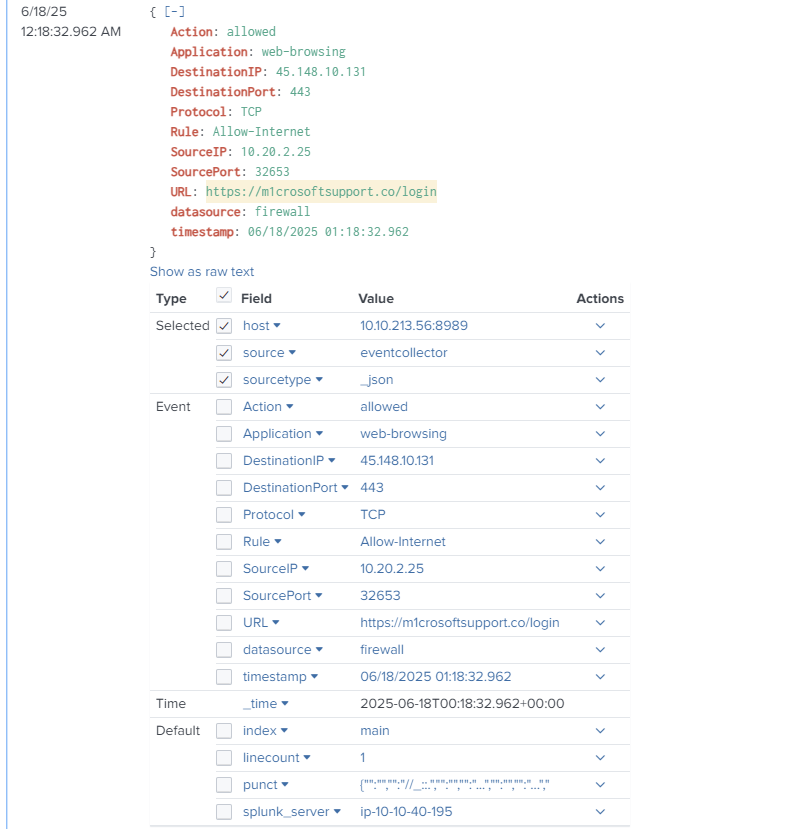 6/18/25
12:18:32.962 AM
{ [-]
Action: allowed
Application: web-browsing
DestinationIP: 45.148.10.131
DestinationPort: 443
Protocol: TCP
Rule: Allow-Internet
SourceIP: 10.20.2.25
SourcePort: 32653
URL: https://m1crosoftsupport.co/login
datasource: firewall
timestamp: 06/18/2025 01:18:32.962
}
Show as raw text
Type Field Value Actions
Selected host 10.10.213.56:8989
source eventcollector
sourcetype _json
Event Action allowed
Application web-browsing
DestinationIP 45.148.10.131
DestinationPort 443
Protocol TCP
Rule Allow-Internet
SourceIP 10.20.2.25
SourcePort 32653
URL https://m1crosoftsupport.co/login
datasource firewall
timestamp 06/18/2025 01:18:32.962
Time _time 2025-06-18T00:18:32.962+00:00
Default index main
linecount 1
punct
splunk_server ip-10-10-40-195